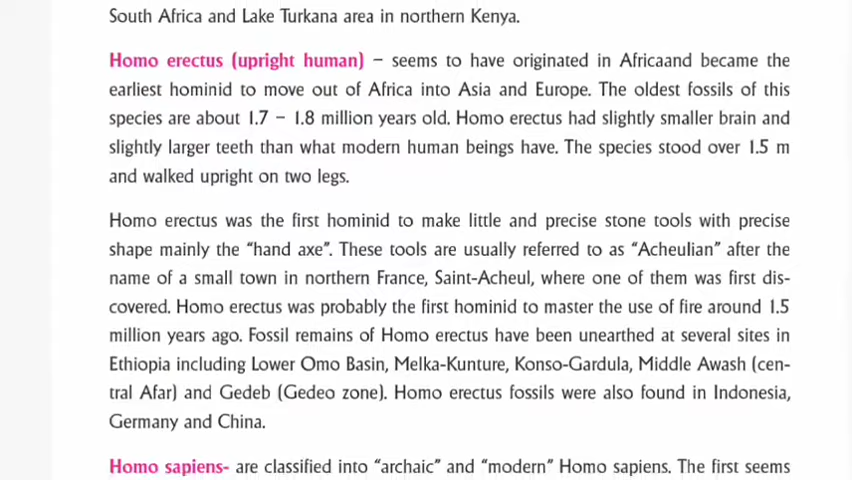 South Africa and Lake Turkana area in northern Kenya.
Homo erectus (upright human) – seems to have originated in Africaand became the
earliest hominid to move out of Africa into Asia and Europe. The oldest fossils of this
species are about 1.7 – 1.8 million years old. Homo erectus had slightly smaller brain and
slightly larger teeth than what modern human beings have. The species stood over 1.5 m
and walked upright on two legs.
Homo erectus was the first hominid to make little and precise stone tools with precise
shape mainly the “hand axe”. These tools are usually referred to as “Acheulian” after the
name of a small town in northern France, Saint-Acheul, where one of them was first dis-
covered. Homo erectus was probably the first hominid to master the use of fire around 1.5
million years ago. Fossil remains of Homo erectus have been unearthed at several sites in
Ethiopia including Lower Omo Basin, Melka-Kunture, Konso-Gardula, Middle Awash (cen-
tral Afar) and Gedeb (Gedeo zone). Homo erectus fossils were also found in Indonesia,
Germany and China.
Homo sapiens- are classified into “archaic” and “modern” Homo sapiens. The first seems